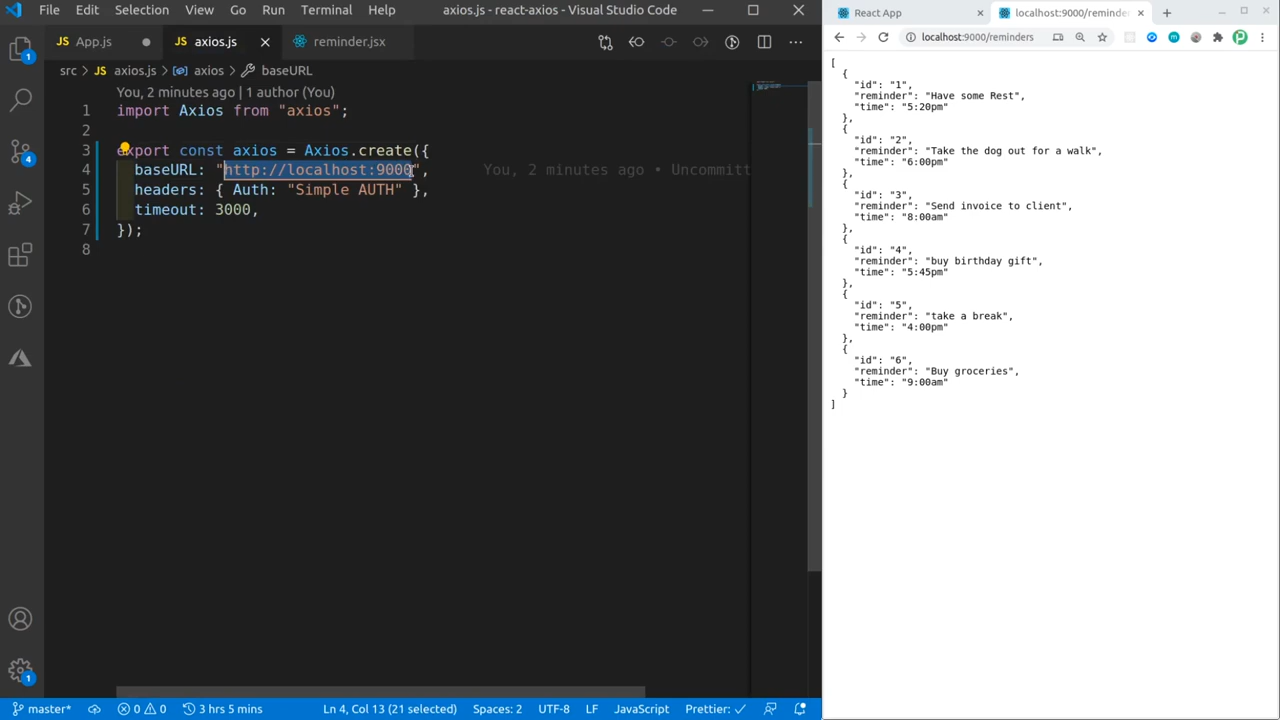 File Edit Selection View Go Run Terminal Help axios.js - react-axios - Visual Studio Code
App.js axios.js reminder.jsx
src > JS axios.js > axios > baseURL
You, 2 minutes ago | 1 author (You)
1 import Axios from "axios";
2
3 export const axios = Axios.create({
4 baseURL: "http://localhost:9000", You, 2 minutes ago • Uncommitt
5 headers: { Auth: "Simple AUTH" },
6 timeout: 3000,
7 });
8
master* 0 0 3 hrs 5 mins Ln 4, Col 13 (21 selected) Spaces: 2 UTF-8 LF JavaScript Prettier: ✓
React App localhost:9000/reminde
localhost:9000/reminders
[
{
"id": "1",
"reminder": "Have some Rest",
"time": "5:20pm"
},
{
"id": "2",
"reminder": "Take the dog out for a walk",
"time": "6:00pm"
},
{
"id": "3",
"reminder": "Send invoice to client",
"time": "8:00am"
},
{
"id": "4",
"reminder": "buy birthday gift",
"time": "5:45pm"
},
{
"id": "5",
"reminder": "take a break",
"time": "4:00pm"
},
{
"id": "6",
"reminder": "Buy groceries",
"time": "9:00am"
}
]